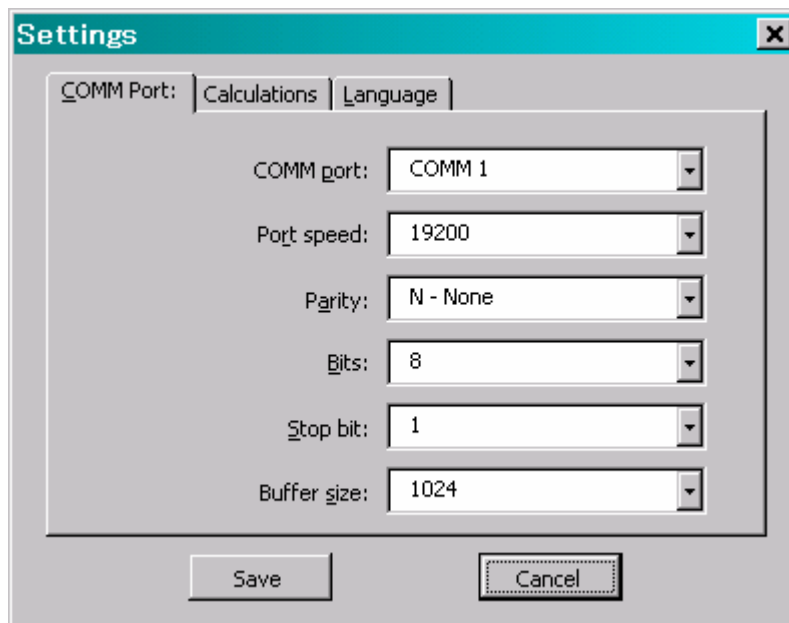 Settings
COMM Port: Calculations Language
COMM port: COMM 1
Port speed: 19200
Parity: N - None
Bits: 8
Stop bit: 1
Buffer size: 1024
Save Cancel